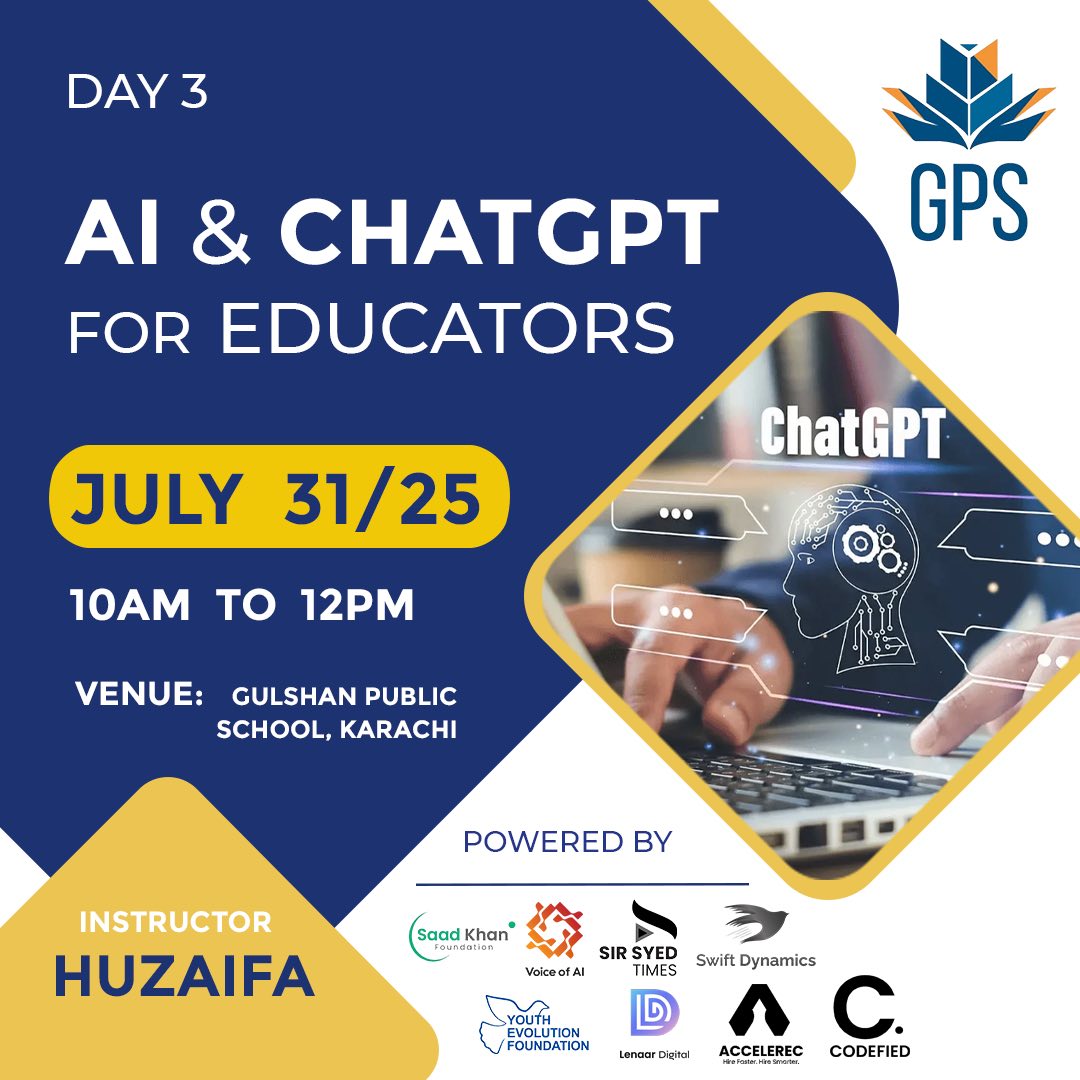 DAY 3
GPS
AI & CHATGPT
FOR EDUCATORS
ChatGPT
JULY 31/25
10AM TO 12PM
VENUE: GULSHAN PUBLIC
SCHOOL, KARACHI
POWERED BY
INSTRUCTOR
HUZAIFA
Saad Khan
Foundation
Voice of AI
SIR SYED
TIMES
Swift Dynamics
YOUTH
EVOLUTION
FOUNDATION
Lenaar Digital
ACCELEREC
Hire Faster. Hire Smarter.
C.
CODEFIED